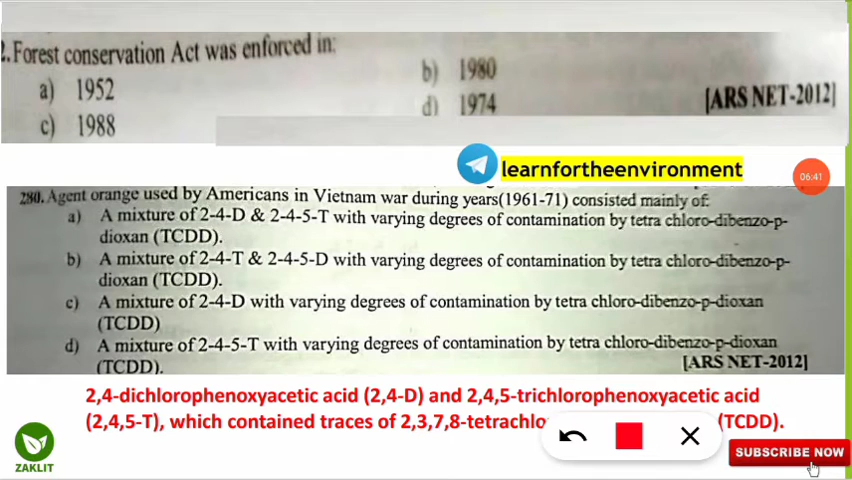 2.Forest conservation Act was enforced in:
a) 1952
b) 1980
c) 1988
d) 1974
[ARS NET-2012]
learnfortheenvironment
06:41
280. Agent orange used by Americans in Vietnam war during years(1961-71) consisted mainly of:
a) A mixture of 2-4-D & 2-4-5-T with varying degrees of contamination by tetra chloro-dibenzo-p-
dioxan (TCDD).
b) A mixture of 2-4-T & 2-4-5-D with varying degrees of contamination by tetra chloro-dibenzo-p-
dioxan (TCDD).
c) A mixture of 2-4-D with varying degrees of contamination by tetra chloro-dibenzo-p-dioxan
(TCDD)
d) A mixture of 2-4-5-T with varying degrees of contamination by tetra chloro-dibenzo-p-dioxan
(TCDD).
[ARS NET-2012]
2,4-dichlorophenoxyacetic acid (2,4-D) and 2,4,5-trichlorophenoxyacetic acid
(2,4,5-T), which contained traces of 2,3,7,8-tetrachlo (TCDD).
ZAKLIT
SUBSCRIBE NOW